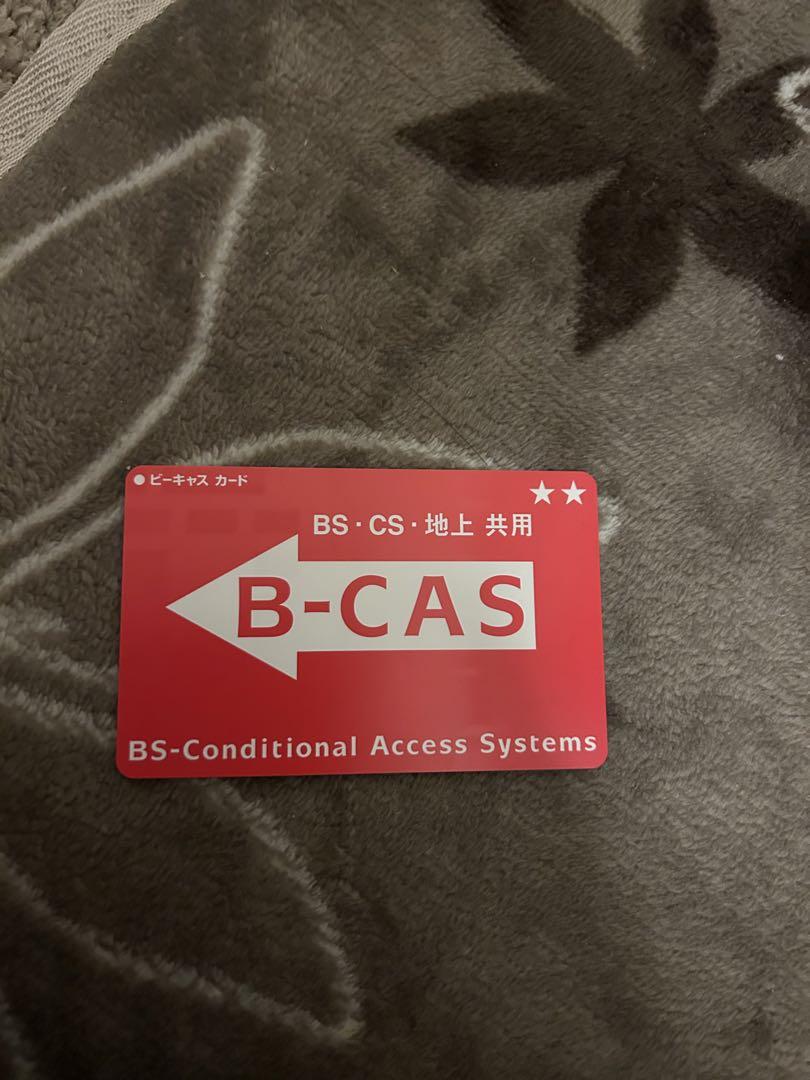 ●ビーキャス カード
★★
BS・CS・地上 共用
B-CAS
BS-Conditional Access Systems